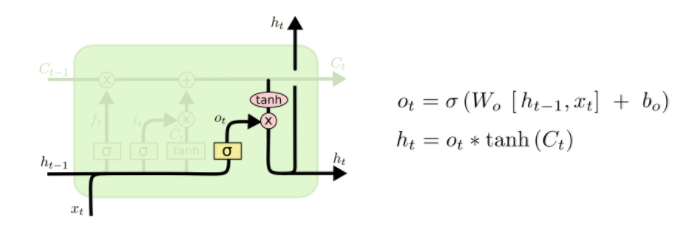 h_t
C_{t-1}
C_t
tanh
f_t
i_t
o_t
x
C̃_t
σ
σ
tanh
σ
h_{t-1}
h_t
x_t
o_t = σ (W_o [h_{t-1}, x_t] + b_o)
h_t = o_t * tanh (C_t)